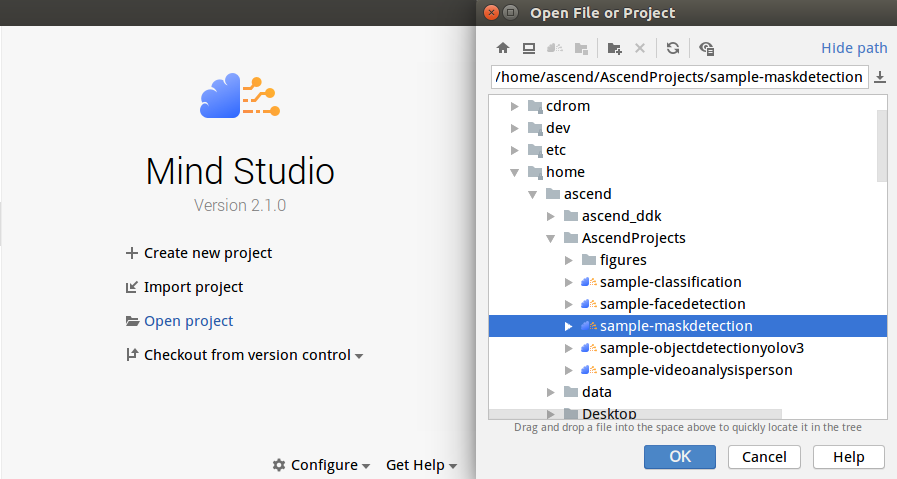 Mind Studio
Version 2.1.0
Create new project
Import project
Open project
Checkout from version control
Configure
Get Help
Open File or Project
Hide path
/home/ascend/AscendProjects/sample-maskdetection
cdrom
dev
etc
home
ascend
ascend_ddk
AscendProjects
figures
sample-classification
sample-facedetection
sample-maskdetection
sample-objectdetectionyolov3
sample-videoanalysisperson
data
Desktop
Drag and drop a file into the space above to quickly locate it in the tree
OK
Cancel
Help